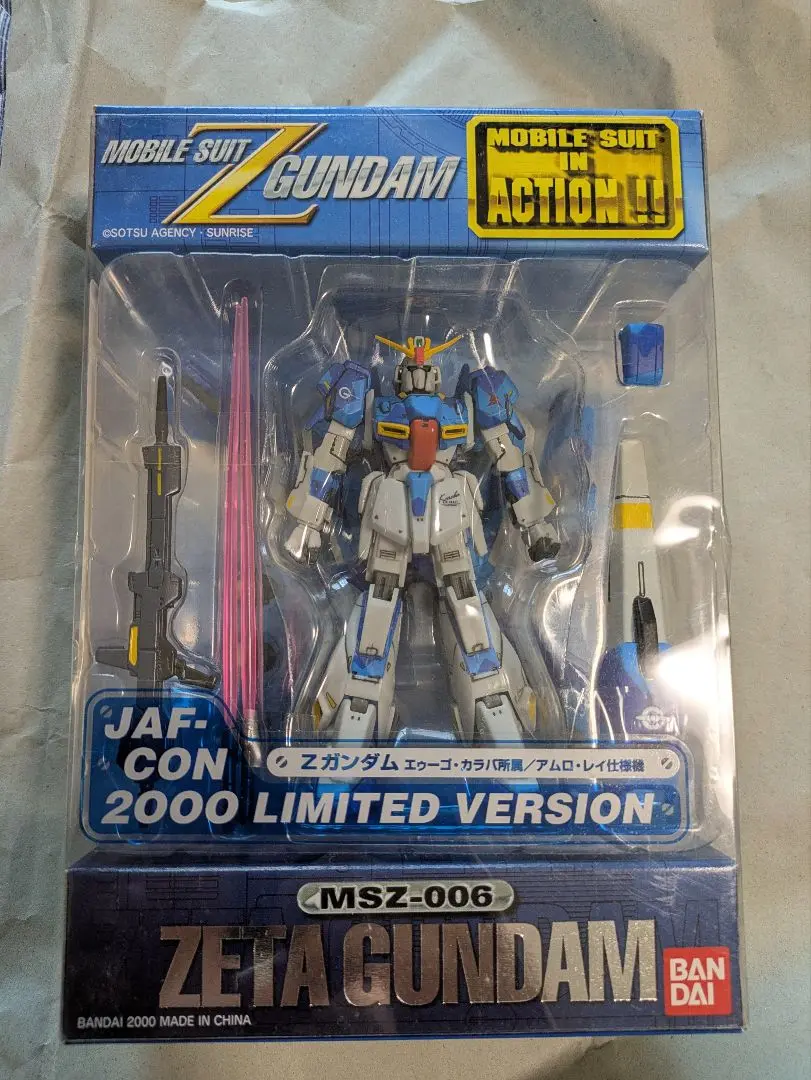 MOBILE SUIT Z GUNDAM
©SOTSU AGENCY・SUNRISE
MOBILE SUIT
IN
ACTION!!
JAF-
CON
Zガンダム エゥーゴ・カラバ所属/アムロ・レイ仕様機
2000 LIMITED VERSION
MSZ-006
ZETA GUNDAM
BAN
DAI
BANDAI 2000 MADE IN CHINA